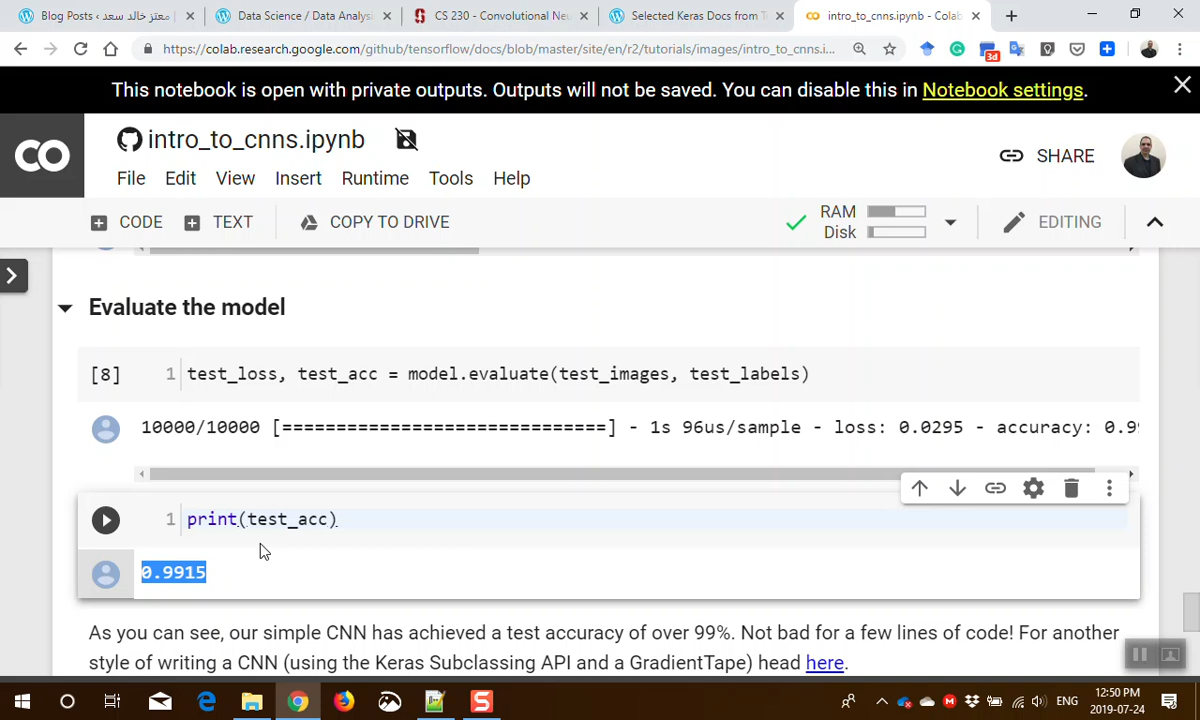 Blog Posts ‹ معتز خالد سعد
Data Science / Data Analysi
CS 230 - Convolutional Neu
Selected Keras Docs from T
intro_to_cnns.ipynb - Colab
https://colab.research.google.com/github/tensorflow/docs/blob/master/site/en/r2/tutorials/images/intro_to_cnns.i...
3d
This notebook is open with private outputs. Outputs will not be saved. You can disable this in Notebook settings.
CO
intro_to_cnns.ipynb
SHARE
File Edit View Insert Runtime Tools Help
CODE TEXT COPY TO DRIVE
RAM
Disk
EDITING
Evaluate the model
[8] 1 test_loss, test_acc = model.evaluate(test_images, test_labels)
10000/10000 [==============================] - 1s 96us/sample - loss: 0.0295 - accuracy: 0.99
1 print(test_acc)
0.9915
As you can see, our simple CNN has achieved a test accuracy of over 99%. Not bad for a few lines of code! For another
style of writing a CNN (using the Keras Subclassing API and a GradientTape) head here.
ENG
12:50 PM
2019-07-24